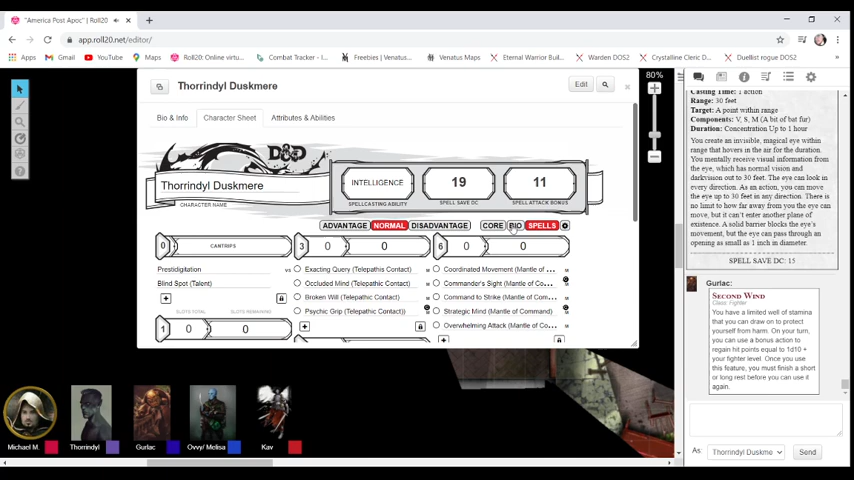 "America Post Apoc" | Roll20
app.roll20.net/editor/
Apps
Gmail
YouTube
Maps
Roll20: Online virtu...
Combat Tracker - I...
Freebies | Venatus...
Venatus Maps
Eternal Warrior Buil...
Warden DOS2
Crystalline Cleric D...
Duellist rogue DOS2
Thorrindyl Duskmere
Edit
80%
Bio & Info
Character Sheet
Attributes & Abilities
D&D
Thorrindyl Duskmere
CHARACTER NAME
INTELLIGENCE
SPELLCASTING ABILITY
19
SPELL SAVE DC
11
SPELL ATTACK BONUS
ADVANTAGE
NORMAL
DISADVANTAGE
CORE
BIO
SPELLS
0
CANTRIPS
Prestidigitation
Blind Spot (Talent)
1
SLOTS TOTAL
0
SLOTS REMAINING
0
3
0
0
Exacting Query (Telepathis Contact)
Occluded Mind (Telepathic Contact)
Broken Will (Telepathic Contact)
Psychic Grip (Telepathic Contact))
6
0
0
Coordinated Movement (Mantle of ...
Commander's Sight (Mantle of Co...
Command to Strike (Mantle of Com...
Strategic Mind (Mantle of Command)
Overwhelming Attack (Mantle of Co...
Casting Time: 1 action
Range: 30 feet
Target: A point within range
Components: V, S, M (A bit of bat fur)
Duration: Concentration Up to 1 hour
You create an invisible, magical eye within
range that hovers in the air for the duration.
You mentally receive visual information from
the eye, which has normal vision and
darkvision out to 30 feet. The eye can look in
every direction. As an action, you can move
the eye up to 30 feet in any direction. There is
no limit to how far away from you the eye can
move, but it can't enter another plane of
existence. A solid barrier blocks the eye's
movement, but the eye can pass through an
opening as small as 1 inch in diameter.
SPELL SAVE DC: 15
Gurlac:
SECOND WIND
Class: Fighter
You have a limited well of stamina
that you can draw on to protect
yourself from harm. On your turn,
you can use a bonus action to
regain hit points equal to 1d10 +
your fighter level. Once you use
this feature, you must finish a short
or long rest before you can use it
again.
Michael M.
Thorrindyl
Gurlac
Ovvy/ Melisa
Kav
As:
Thorrindyl Duskme
Send